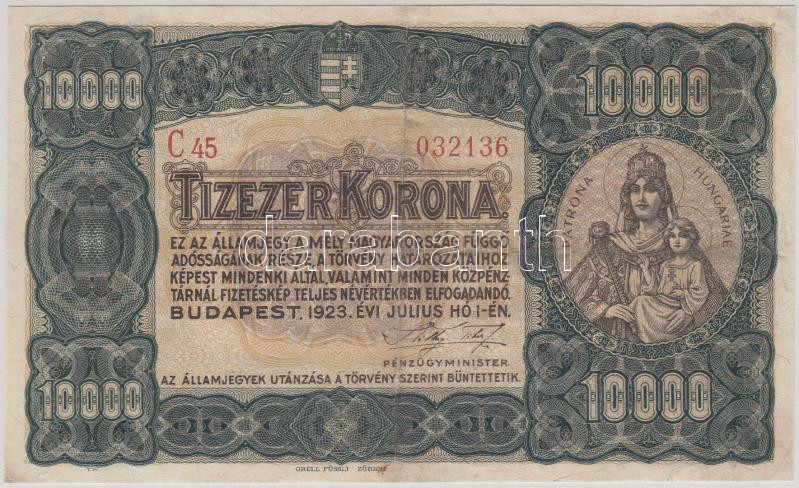 10000
10000
C 45
032136
TIZEZER KORONA.
EZ AZ ÁLLAMJEGY A MÉLY MAGYARORSZÁG FÜGGŐ
ADÓSSÁGÁNAK RÉSZE, A TÖRVÉNY HATÁROZATAIHOZ
KÉPEST MINDENKI ÁLTAL, VALAMINT MINDEN KÖZPÉNZ
TÁRNÁL FIZETÉSKÉP TELJES NÉVÉRTÉKBEN ELFOGADANDÓ.
BUDAPEST, 1923. ÉVI JULIUS HÓ 1-ÉN.
PÉNZÜGYMINISTER.
AZ ÁLLAMJEGYEK UTÁNZÁSA A TÖRVÉNY SZERINT BÜNTETTETIK.
PATRONA HUNGARIAE
10000
10000
ORELL FÜSSLI ZÜRICH
darabanth